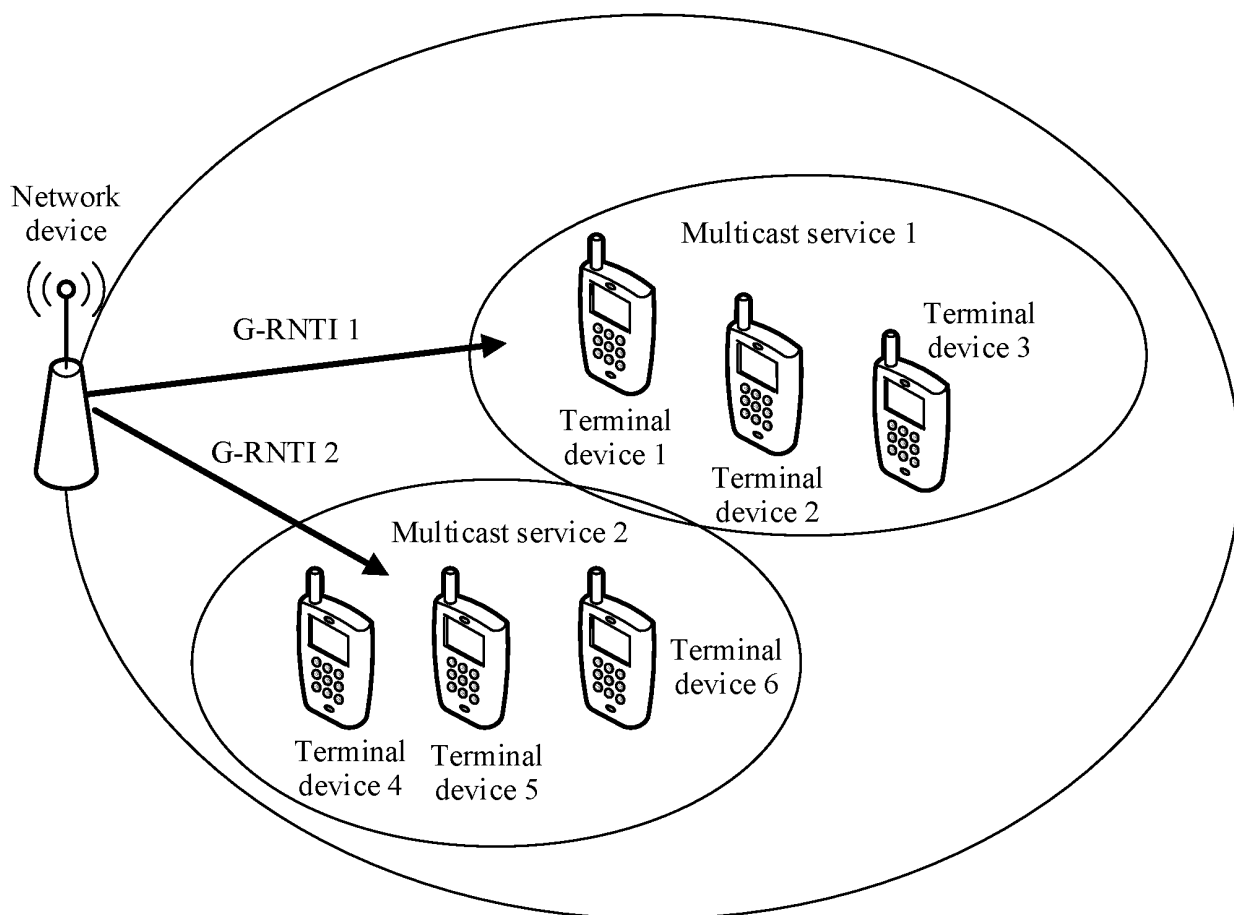 Network
device
Multicast service 1
G-RNTI 1
Terminal
device 3
Terminal
device 1
G-RNTI 2
Terminal
device 2
Multicast service 2
Terminal
device 6
Terminal
device 4
Terminal
device 5